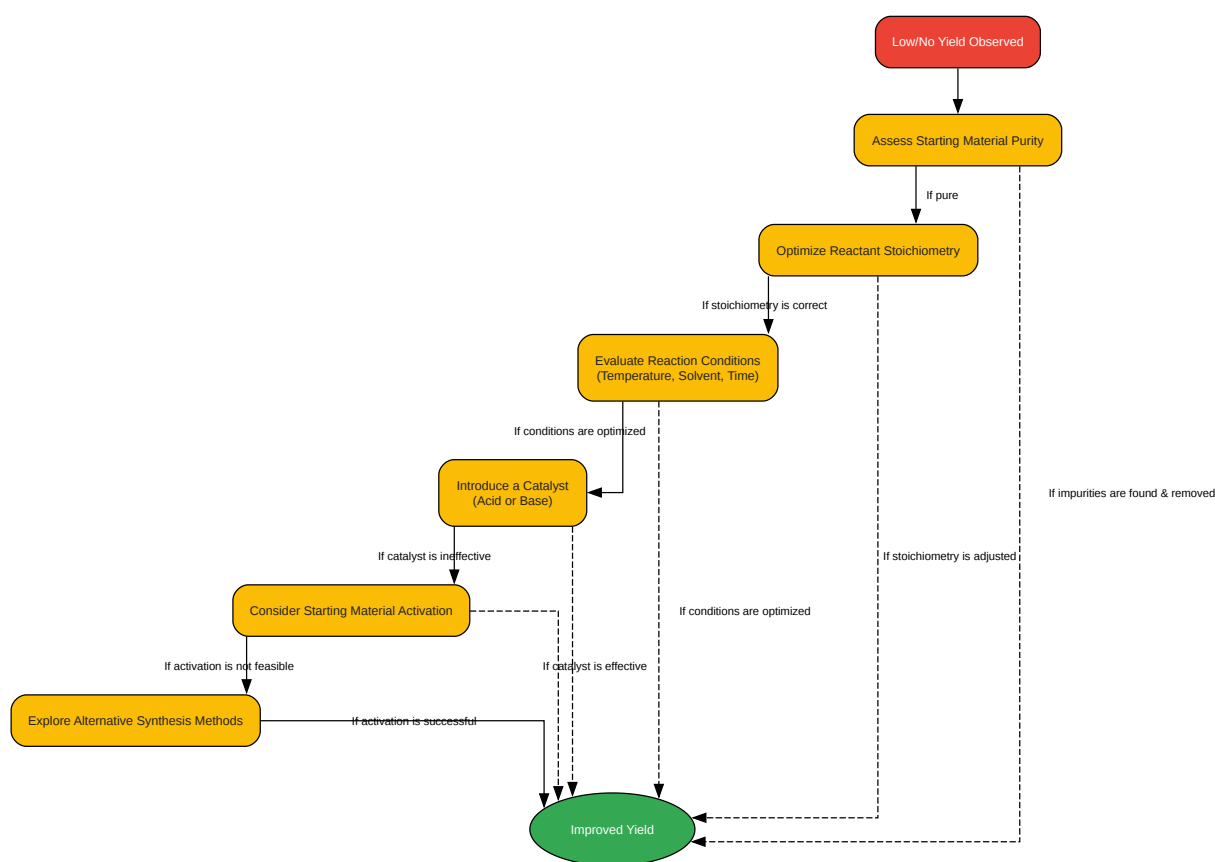 Low/No Yield Observed
Assess Starting Material Purity
If pure
Optimize Reactant Stoichiometry
If stoichiometry is correct
Evaluate Reaction Conditions
(Temperature, Solvent, Time)
If conditions are optimized
Introduce a Catalyst
(Acid or Base)
If impurities are found & removed
If catalyst is ineffective
If stoichiometry is adjusted
Consider Starting Material Activation
If conditions are optimized
If activation is not feasible
If catalyst is effective
Explore Alternative Synthesis Methods
If activation is successful
Improved Yield